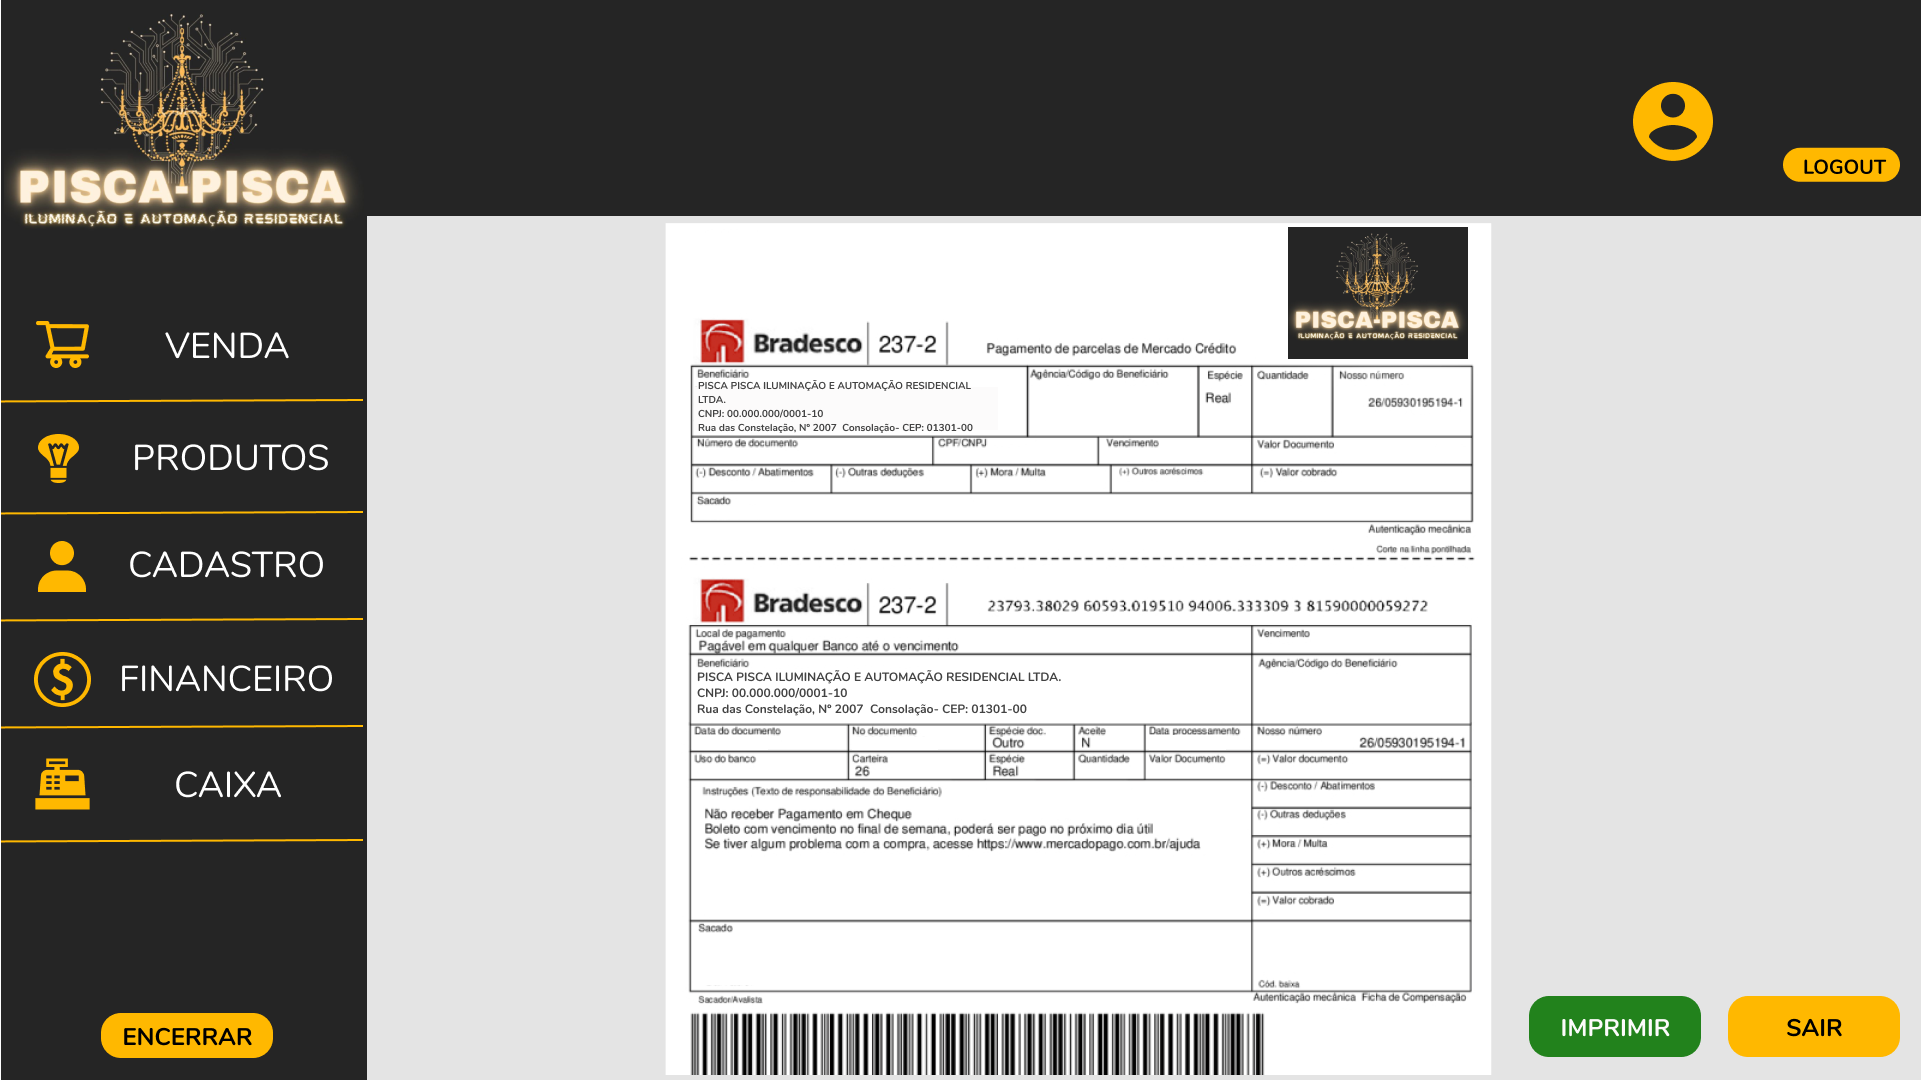 PISCA-PISCA
ILUMINAÇÃO E AUTOMAÇÃO RESIDENCIAL
LOGOUT
VENDA
PRODUTOS
CADASTRO
FINANCEIRO
CAIXA
ENCERRAR
PISCA-PISCA
ILUMINAÇÃO E AUTOMAÇÃO RESIDENCIAL
Bradesco 237-2 Pagamento de parcelas de Mercado Crédito
Beneficiário Agência/Código do Beneficiário Espécie Quantidade Nosso número
PISCA PISCA ILUMINAÇÃO E AUTOMAÇÃO RESIDENCIAL
LTDA. Real 26/05930195194-1
CNPJ: 00.000.000/0001-10
Rua das Constelação, Nº 2007 Consolação- CEP: 01301-00
Número de documento CPF/CNPJ Vencimento Valor Documento
(-) Desconto / Abatimentos (-) Outras deduções (+) Mora / Multa (+) Outros acréscimos (=) Valor cobrado
Sacado
Autenticação mecânica
Corte na linha pontilhada
Bradesco 237-2 23793.38029 60593.019510 94006.333309 3 81590000059272
Local de pagamento Vencimento
Pagável em qualquer Banco até o vencimento
Beneficiário Agência/Código do Beneficiário
PISCA PISCA ILUMINAÇÃO E AUTOMAÇÃO RESIDENCIAL LTDA.
CNPJ: 00.000.000/0001-10
Rua das Constelação, Nº 2007 Consolação- CEP: 01301-00
Data do documento No documento Espécie doc. Aceite Data processamento Nosso número
Outro N 26/05930195194-1
Uso do banco Carteira Espécie Quantidade Valor Documento (=) Valor documento
26 Real
Instruções (Texto de responsabilidade do Beneficiário) (-) Desconto / Abatimentos
Não receber Pagamento em Cheque (-) Outras deduções
Boleto com vencimento no final de semana, poderá ser pago no próximo dia útil
Se tiver algum problema com a compra, acesse https://www.mercadopago.com.br/ajuda (+) Mora / Multa
(+) Outros acréscimos
(=) Valor cobrado
Sacado
Cód. baixa
Sacador/Avalista Autenticação mecânica Ficha de Compensação
IMPRIMIR
SAIR